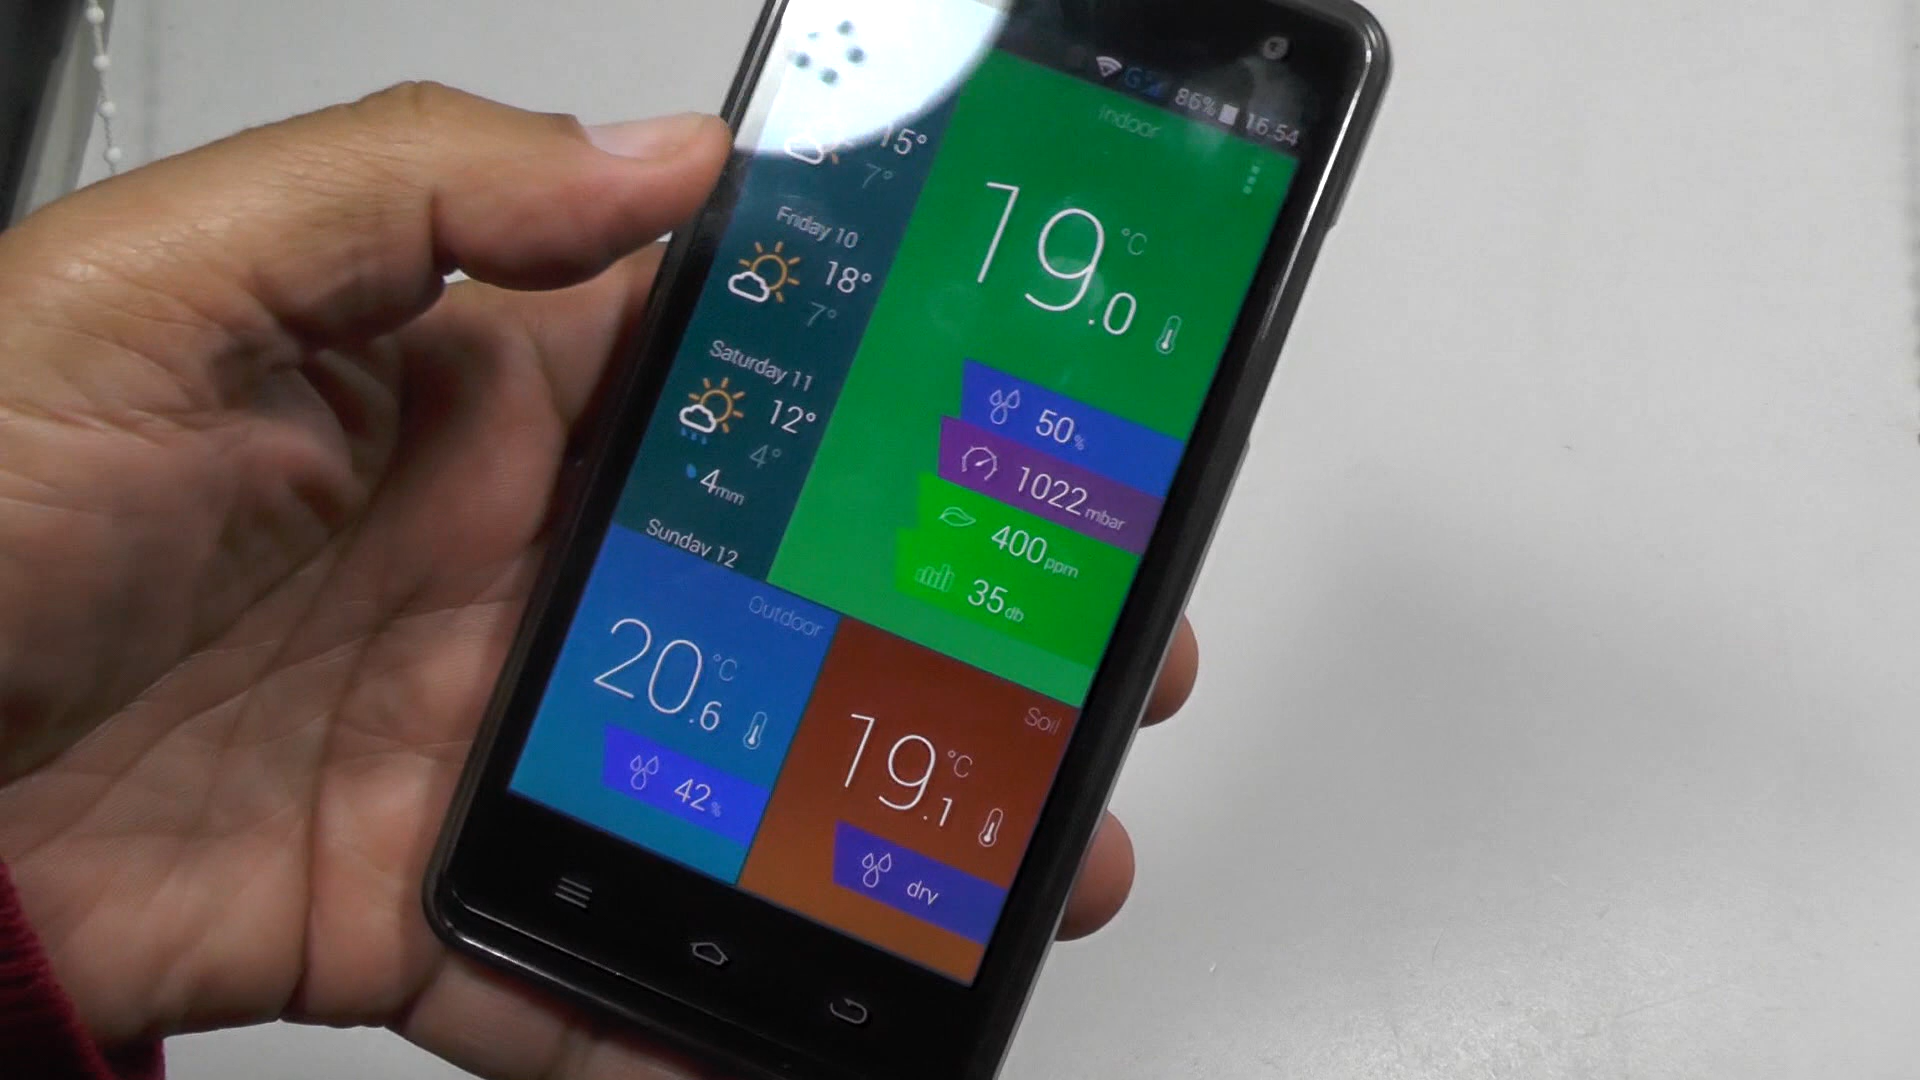 G 86% 16:54
15°
7°
Friday 10
18°
7°
Saturday 11
12°
4°
4mm
Sunday 12
Indoor
19.0 °C
50%
1022 mbar
400 ppm
35 db
Outdoor
20.6 °C
42%
Soil
19.1 °C
dry